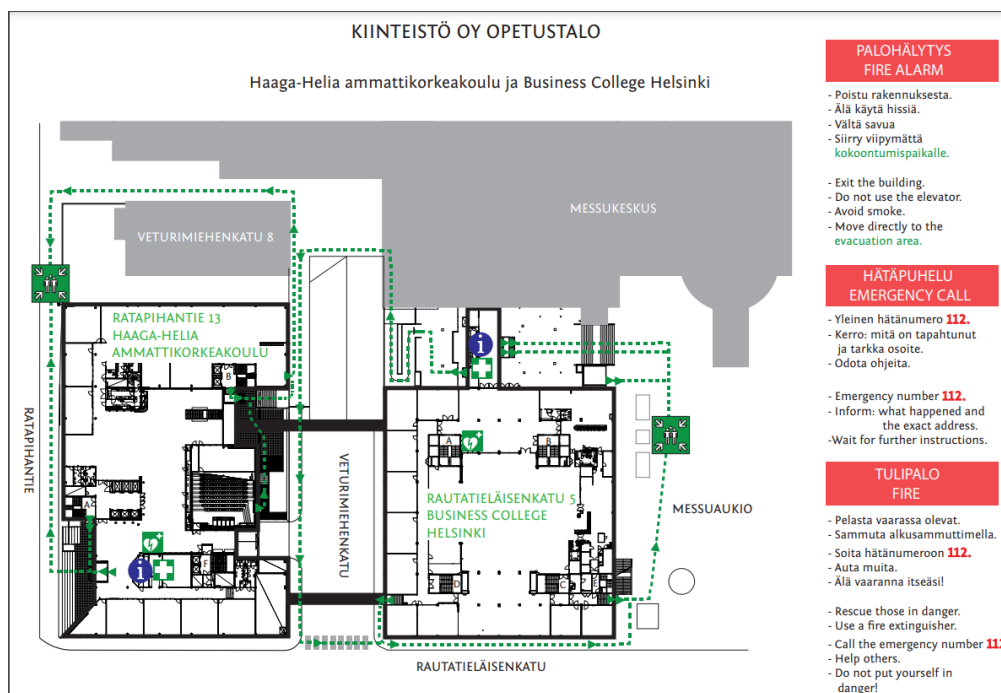 KIINTEISTÖ OY OPETUSTALO
Haaga-Helia ammattikorkeakoulu ja Business College Helsinki
MESSUKESKUS
VETURIMIEHENKATU 8
RATAPIHANTIE 13
HAAGA-HELIA
AMMATTIKORKEAKOULU
B
A
F
i
i
RATAPIHANTIE
VETURIMIEHENKATU
A
B
RAUTATIELÄISENKATU 5
BUSINESS COLLEGE
HELSINKI
D
C
E
MESSUAUKIO
RAUTATIELÄISENKATU
PALOHÄLYTYS
FIRE ALARM
- Poistu rakennuksesta.
- Älä käytä hissiä.
- Vältä savua
- Siirry viipymättä
kokoontumispaikalle.
- Exit the building.
- Do not use the elevator.
- Avoid smoke.
- Move directly to the
evacuation area.
HÄTÄPUHELU
EMERGENCY CALL
- Yleinen hätänumero 112.
- Kerro: mitä on tapahtunut
ja tarkka osoite.
- Odota ohjeita.
- Emergency number 112.
- Inform: what happened and
the exact address.
-Wait for further instructions.
TULIPALO
FIRE
- Pelasta vaarassa olevat.
- Sammuta alkusammuttimella.
- Soita hätänumeroon 112.
- Auta muita.
- Älä vaaranna itseäsi!
- Rescue those in danger.
- Use a fire extinguisher.
- Call the emergency number 112
- Help others.
- Do not put yourself in
danger!